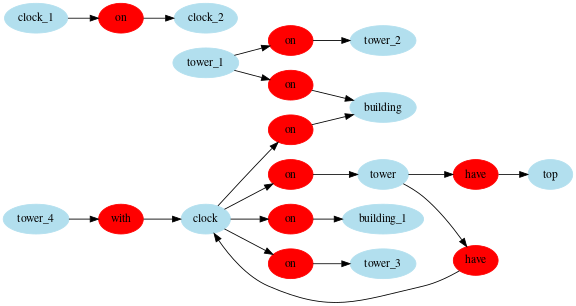 clock_1 on clock_2
on tower_2
tower_1
on
building
on
on tower have top
tower_4 with clock on building_1
have
on tower_3